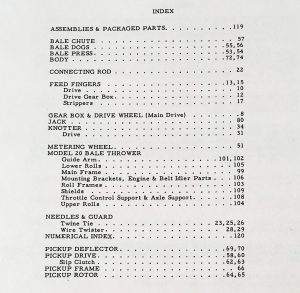 INDEX
ASSEMBLIES & PACKAGED PARTS. . . . . . . . . . 119
BALE CHUTE . . . . . . . . . . 57
BALE DOGS . . . . . . . . . . 55, 56
BALE PRESS. . . . . . . . . . 53, 54
BODY . . . . . . . . . . 72, 74
CONNECTING ROD . . . . . . . . . . 22
FEED FINGERS . . . . . . . . . . 13, 15
Drive . . . . . . . . . . 10
Drive Gear Box . . . . . . . . . . 12
Strippers . . . . . . . . . . 17
GEAR BOX & DRIVE WHEEL (Main Drive) . . . . . . . . . . 8
JACK . . . . . . . . . . 80
KNOTTER . . . . . . . . . . 34
Drive . . . . . . . . . . 31
METERING WHEEL. . . . . . . . . . 51
MODEL 20 BALE THROWER
Guide Arm. . . . . . . . . . 101, 102
Lower Rolls . . . . . . . . . . 105
Main Frame . . . . . . . . . . 99
Mounting Brackets, Engine & Belt Idler Parts . . . . 106
Roll Frames . . . . . . . . . . 103
Shields . . . . . . . . . . 109
Throttle Control Support & Axle Support . . . . . . 108
Upper Rolls . . . . . . . . . . 104
NEEDLES & GUARD
Twine Tie . . . . . . . . . . 23, 25, 26
Wire Twister . . . . . . . . . . 28, 29
NUMERICAL INDEX. . . . . . . . . . 120
PICKUP DEFLECTOR. . . . . . . . . . 69, 70
PICKUP DRIVE. . . . . . . . . . 58, 60
Slip Clutch . . . . . . . . . . 62, 63
PICKUP FRAME . . . . . . . . . . 66
PICKUP ROTOR . . . . . . . . . . 64, 65